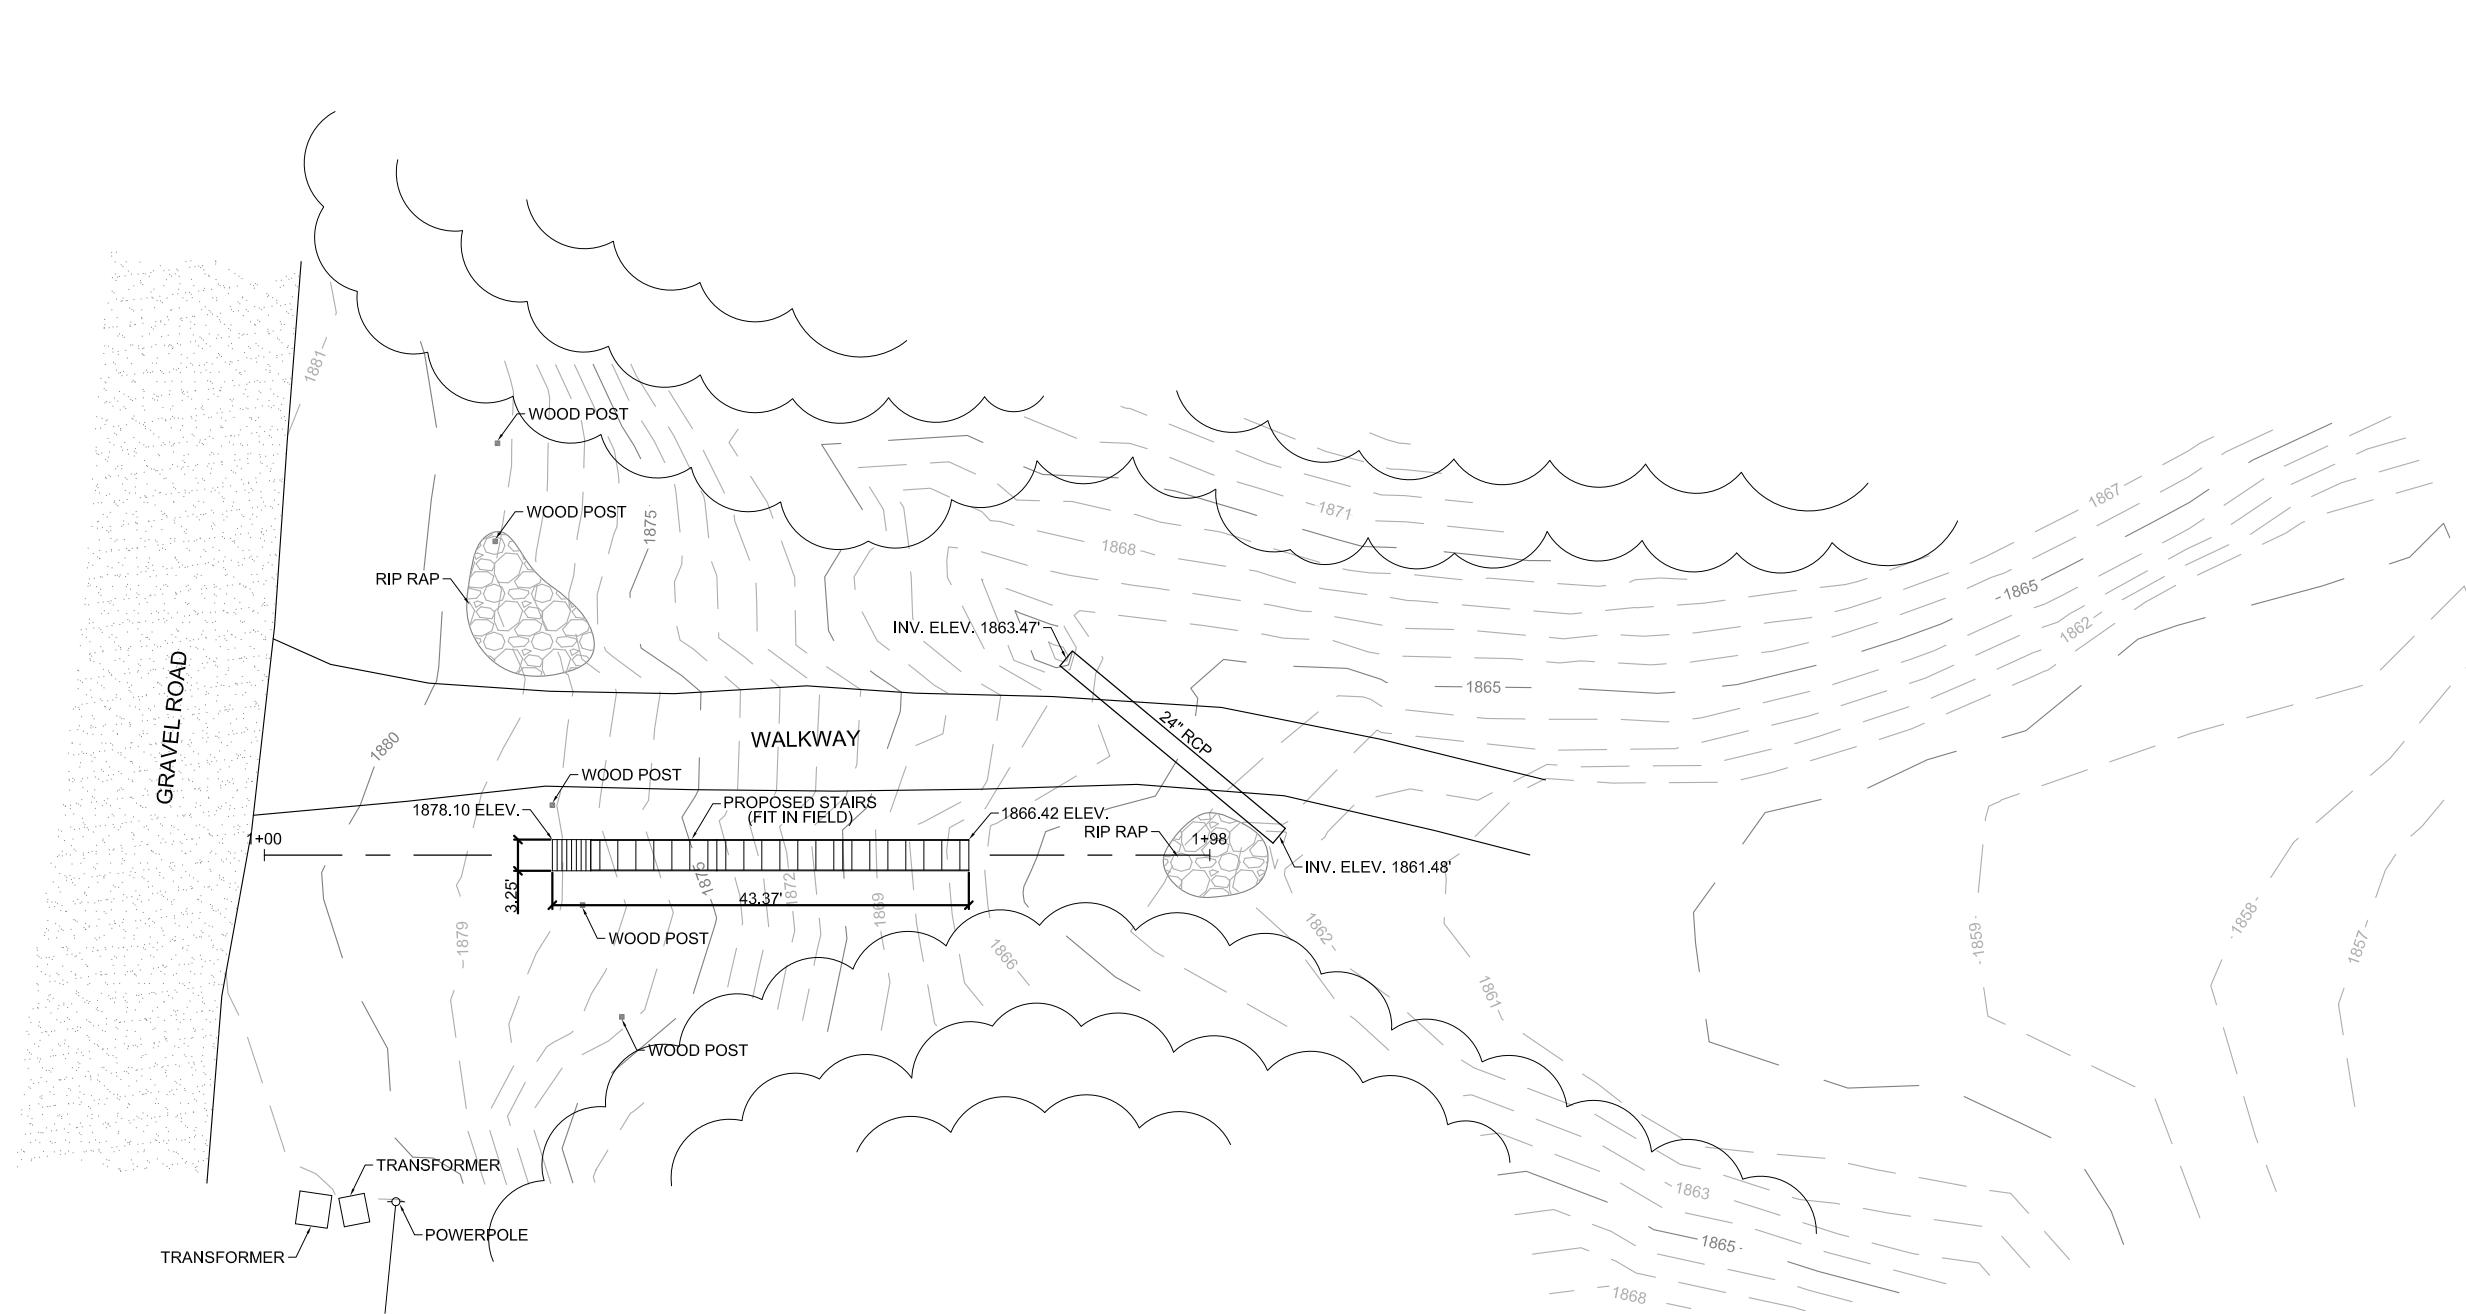 1881
WOOD POST
1867
WOOD POST
1875
1871
1868
RIP RAP
1865
INV. ELEV. 1863.47'
1862
GRAVEL ROAD
1865
24" RCP
WALKWAY
1880
WOOD POST
1878.10 ELEV.
PROPOSED STAIRS
(FIT IN FIELD)
1866.42 ELEV.
RIP RAP
1+00
1+98
INV. ELEV. 1861.48'
3.25'
1875
1872
43.37'
1869
1879
WOOD POST
1866
1862
1859
1858
1857
1861
WOOD POST
TRANSFORMER
1863
POWERPOLE
TRANSFORMER
1865
1868